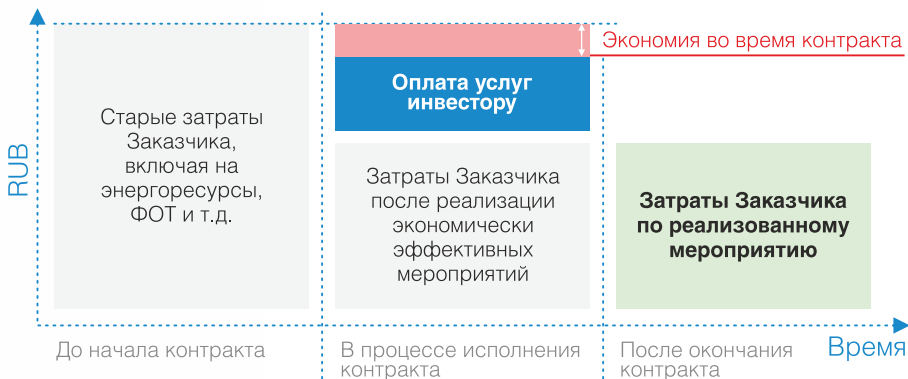 RUB
Старые затраты
Заказчика,
включая на
энергоресурсы,
ФОТ и т.д.
Экономия во время контракта
Оплата услуг
инвестору
Затраты Заказчика
после реализации
экономически
эффективных
мероприятий
Затраты Заказчика
по реализованному
мероприятию
До начала контракта
В процессе исполнения
контракта
После окончания
контракта
Время